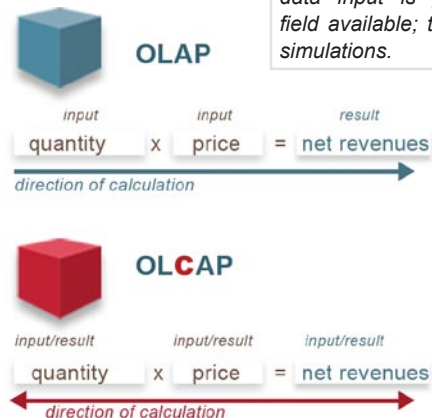 data input is
field available; t
simulations.
OLAP
input input result
quantity x price = net revenues
direction of calculation
OLCAP
input/result input/result input/result
quantity x price = net revenues
direction of calculation